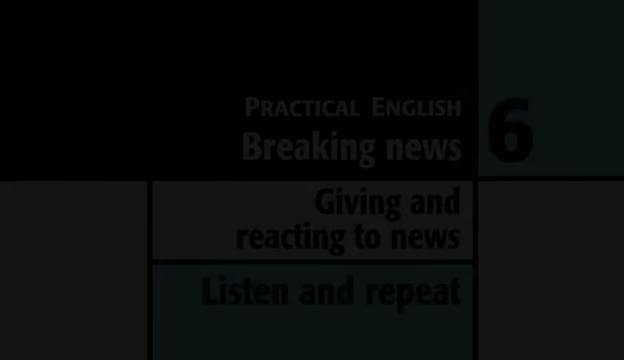 PRACTICAL ENGLISH
Breaking news
6
Giving and
reacting to news
Listen and repeat